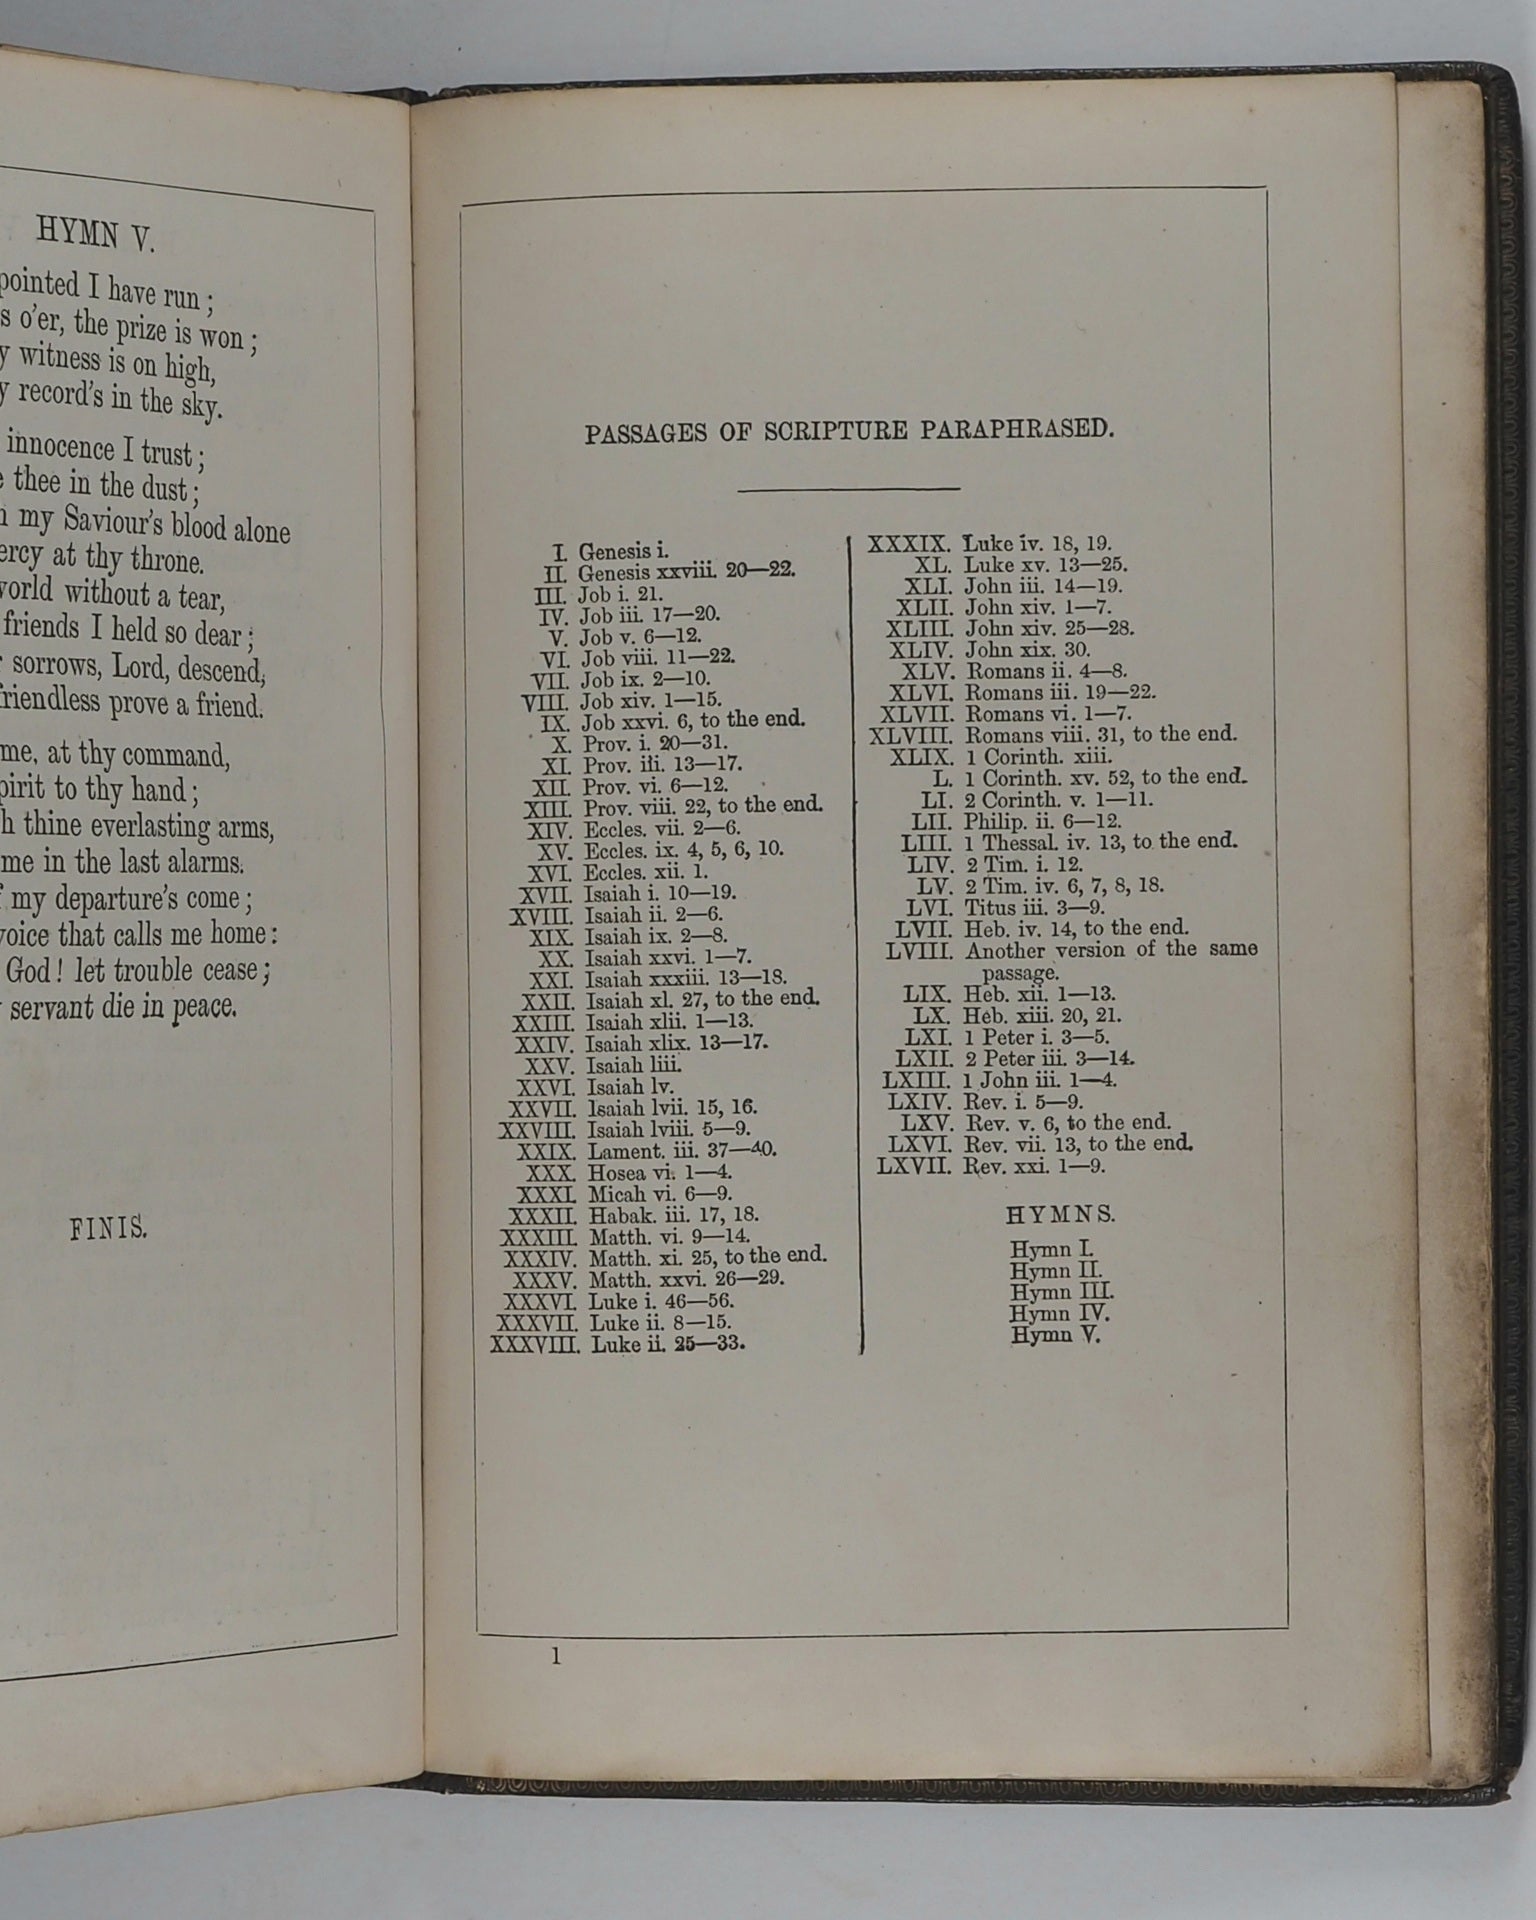 HYMN V.
I have run ;
o'er, the prize is won ;
witness is on high,
record's in the sky.
innocence I trust ;
thee in the dust ;
my Saviour's blood alone
at thy throne.
without a tear,
friends I held so dear ;
sorrows, Lord, descend,
prove a friend.
me, at thy command,
to thy hand ;
thine everlasting arms,
me in the last alarms.
my departure's come ;
that calls me home :
God ! let trouble cease ;
servant die in peace.
FINIS.
PASSAGES OF SCRIPTURE PARAPHRASED.
I. Genesis i.
II. Genesis xxviii. 20—22.
III. Job i. 21.
IV. Job iii. 17—20.
V. Job v. 6—12.
VI. Job viii. 11—22.
VII. Job ix. 2—10.
VIII. Job xiv. 1—15.
IX. Job xxvi. 6, to the end.
X. Prov. i. 20—31.
XI. Prov. iii. 13—17.
XII. Prov. vi. 6—12.
XIII. Prov. viii. 22, to the end.
XIV. Eccles. vii. 2—6.
XV. Eccles. ix. 4, 5, 6, 10.
XVI. Eccles. xii. 1.
XVII. Isaiah i. 10—19.
XVIII. Isaiah ii. 2—6.
XIX. Isaiah ix. 2—8.
XX. Isaiah xxvi. 1—7.
XXI. Isaiah xxxiii. 13—18.
XXII. Isaiah xl. 27, to the end.
XXIII. Isaiah xlii. 1—13.
XXIV. Isaiah xlix. 13—17.
XXV. Isaiah liii.
XXVI. Isaiah lv.
XXVII. Isaiah lvii. 15, 16.
XXVIII. Isaiah lviii. 5—9.
XXIX. Lament. iii. 37—40.
XXX. Hosea vi. 1—4.
XXXI. Micah vi. 6—9.
XXXII. Habak. iii. 17, 18.
XXXIII. Matth. vi. 9—14.
XXXIV. Matth. xi. 25, to the end.
XXXV. Matth. xxvi. 26—29.
XXXVI. Luke i. 46—56.
XXXVII. Luke ii. 8—15.
XXXVIII. Luke ii. 25—33.
XXXIX. Luke iv. 18, 19.
XL. Luke xv. 13—25.
XLI. John iii. 14—19.
XLII. John xiv. 1—7.
XLIII. John xiv. 25—28.
XLIV. John xix. 30.
XLV. Romans ii. 4—8.
XLVI. Romans iii. 19—22.
XLVII. Romans vi. 1—7.
XLVIII. Romans viii. 31, to the end.
XLIX. 1 Corinth. xiii.
L. 1 Corinth. xv. 52, to the end.
LI. 2 Corinth. v. 1—11.
LII. Philip. ii. 6—12.
LIII. 1 Thessal. iv. 13, to the end.
LIV. 2 Tim. i. 12.
LV. 2 Tim. iv. 6, 7, 8, 18.
LVI. Titus iii. 3—9.
LVII. Heb. iv. 14, to the end.
LVIII. Another version of the same
passage.
LIX. Heb. xii. 1—13.
LX. Heb. xiii. 20, 21.
LXI. 1 Peter i. 3—5.
LXII. 2 Peter iii. 3—14.
LXIII. 1 John iii. 1—4.
LXIV. Rev. i. 5—9.
LXV. Rev. v. 6, to the end.
LXVI. Rev. vii. 13, to the end.
LXVII. Rev. xxi. 1—9.
HYMNS.
Hymn I.
Hymn II.
Hymn III.
Hymn IV.
Hymn V.
1